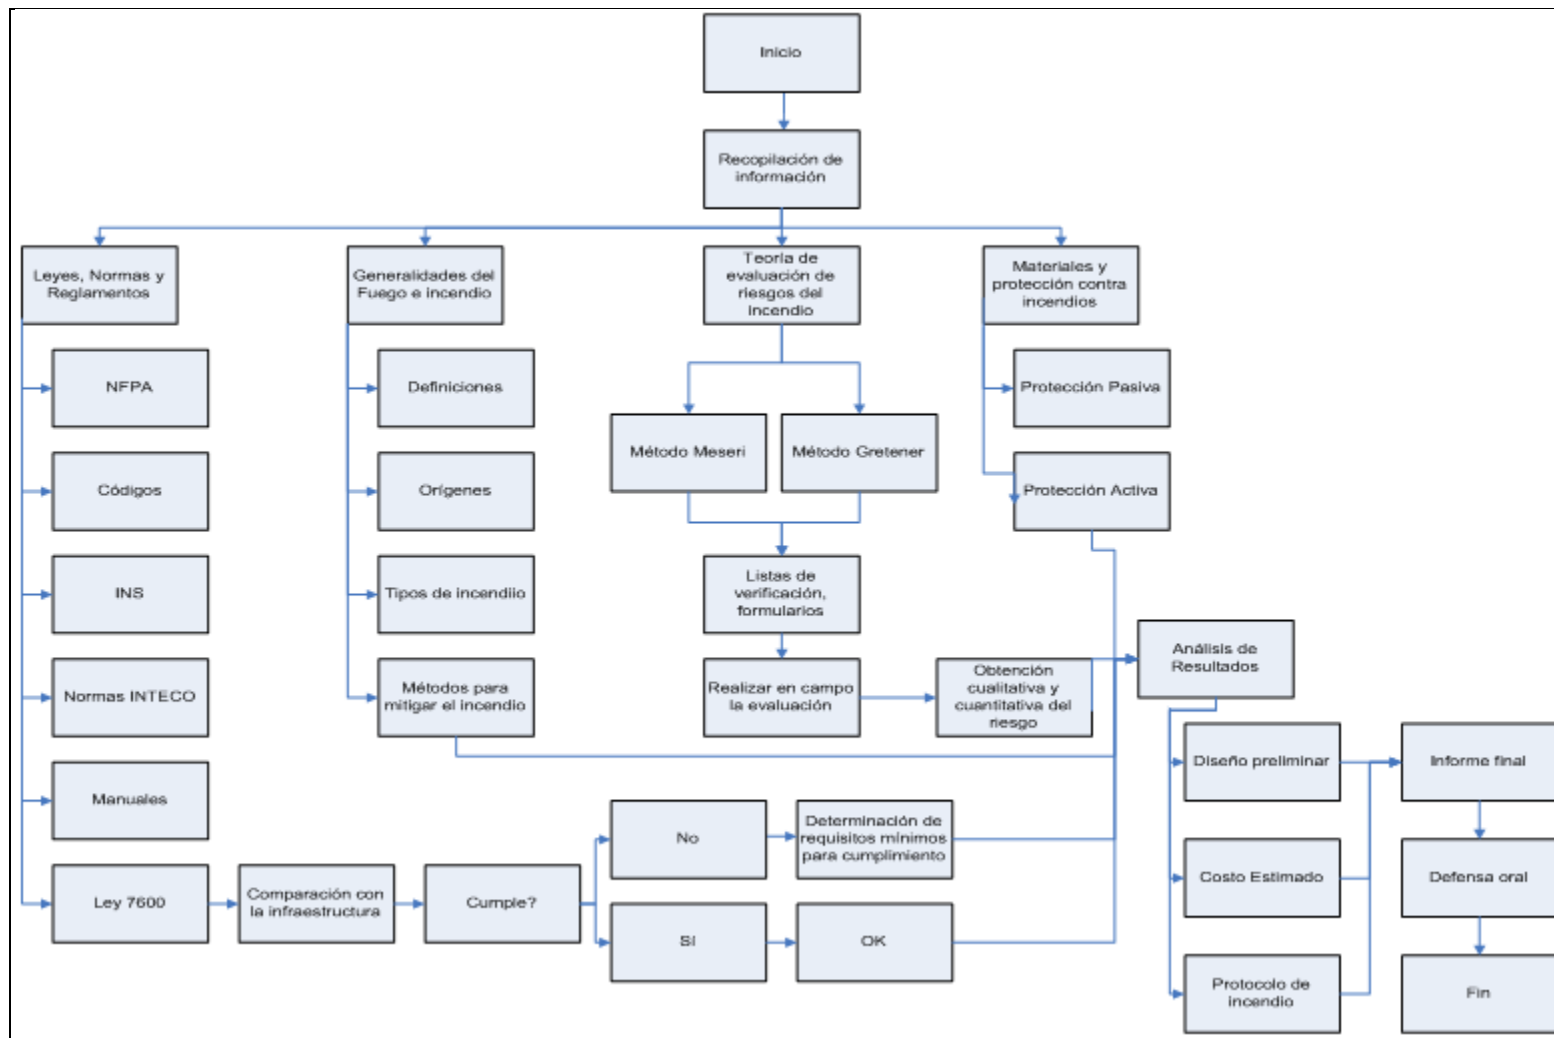 Inicio
Recopilación de
información
Leyes, Normas y
Reglamentos
Generalidades del
Fuego e incendio
Teoría de
evaluación de
riesgos del
Incendio
Materiales y
protección contra
incendios
NFPA
Códigos
INS
Normas INTECO
Manuales
Ley 7600
Definiciones
Orígenes
Tipos de incendiio
Métodos para
mitigar el incendio
Método Meseri
Método Gretener
Listas de
verificación,
formularios
Realizar en campo
la evaluación
Obtención
cualitativa y
cuantitativa del
riesgo
Protección Pasiva
Protección Activa
Comparación con
la infraestructura
Cumple?
No
Determinación de
requisitos mínimos
para cumplimiento
SI
OK
Análisis de
Resultados
Diseño preliminar
Costo Estimado
Protocolo de
incendio
Informe final
Defensa oral
Fin